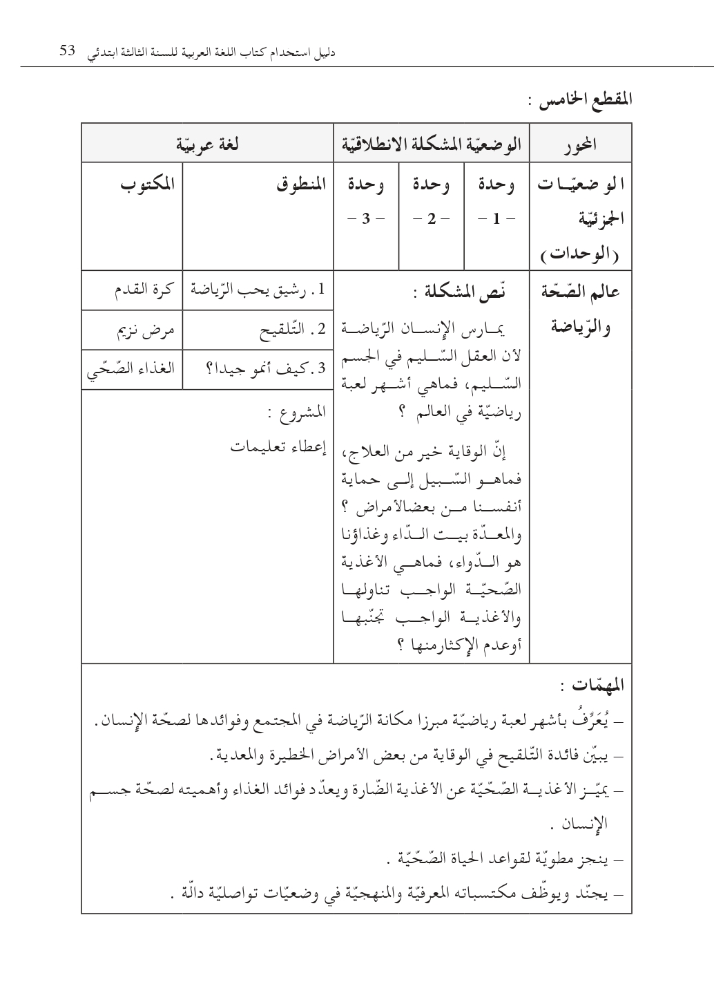 دليل استخدام كتاب اللغة العربية للسنة الثالثة ابتدئي 53
المقطع الخامس :
المحور الوضعيّة المشكلة الانطلاقيّة لغة عربيّة
الوضعيّات وحدة وحدة وحدة المنطوق المكتوب
الجزئيّة – 1 – – 2 – – 3 –
(الوحدات)
عالم الصّحّة
والرّياضة
نّص المشكلة :
يمارس الإنسان الرّياضة
لأن العقل السّليم في الجسم
السّليم، فماهي أشهر لعبة
رياضيّة في العالم ؟
إنّ الوقاية خير من العلاج،
فماهو السّبيل إلى حماية
أنفسنا من بعضالأمراض ؟
والمعدّة بيت الدّاء وغذاؤنا
هو الدّواء، فماهي الأغذية
الصّحيّة الواجب تناولها
والأغذية الواجب تجنّبها
أوعدم الإكثارمنها ؟
1. رشيق يحب الرّياضة كرة القدم
2. التّلقيح مرض نزيم
3.كيف أنمو جيدا؟ الغذاء الصّحّي
المشروع :
إعطاء تعليمات
المهمّات :
– يُعَرِّفُ بأشهر لعبة رياضيّة مبرزا مكانة الرّياضة في المجتمع وفوائدها لصحّة الإنسان.
– يبيّن فائدة التّلقيح في الوقاية من بعض الأمراض الخطيرة والمعدية.
– يميّز الأغذية الصّحّيّة عن الأغذية الضّارة ويعدّد فوائد الغذاء وأهميته لصحّة جسم
الإنسان .
– ينجز مطويّة لقواعد الحياة الصّحّيّة .
– يجنّد ويوظّف مكتسباته المعرفيّة والمنهجيّة في وضعيّات تواصليّة دالّة .